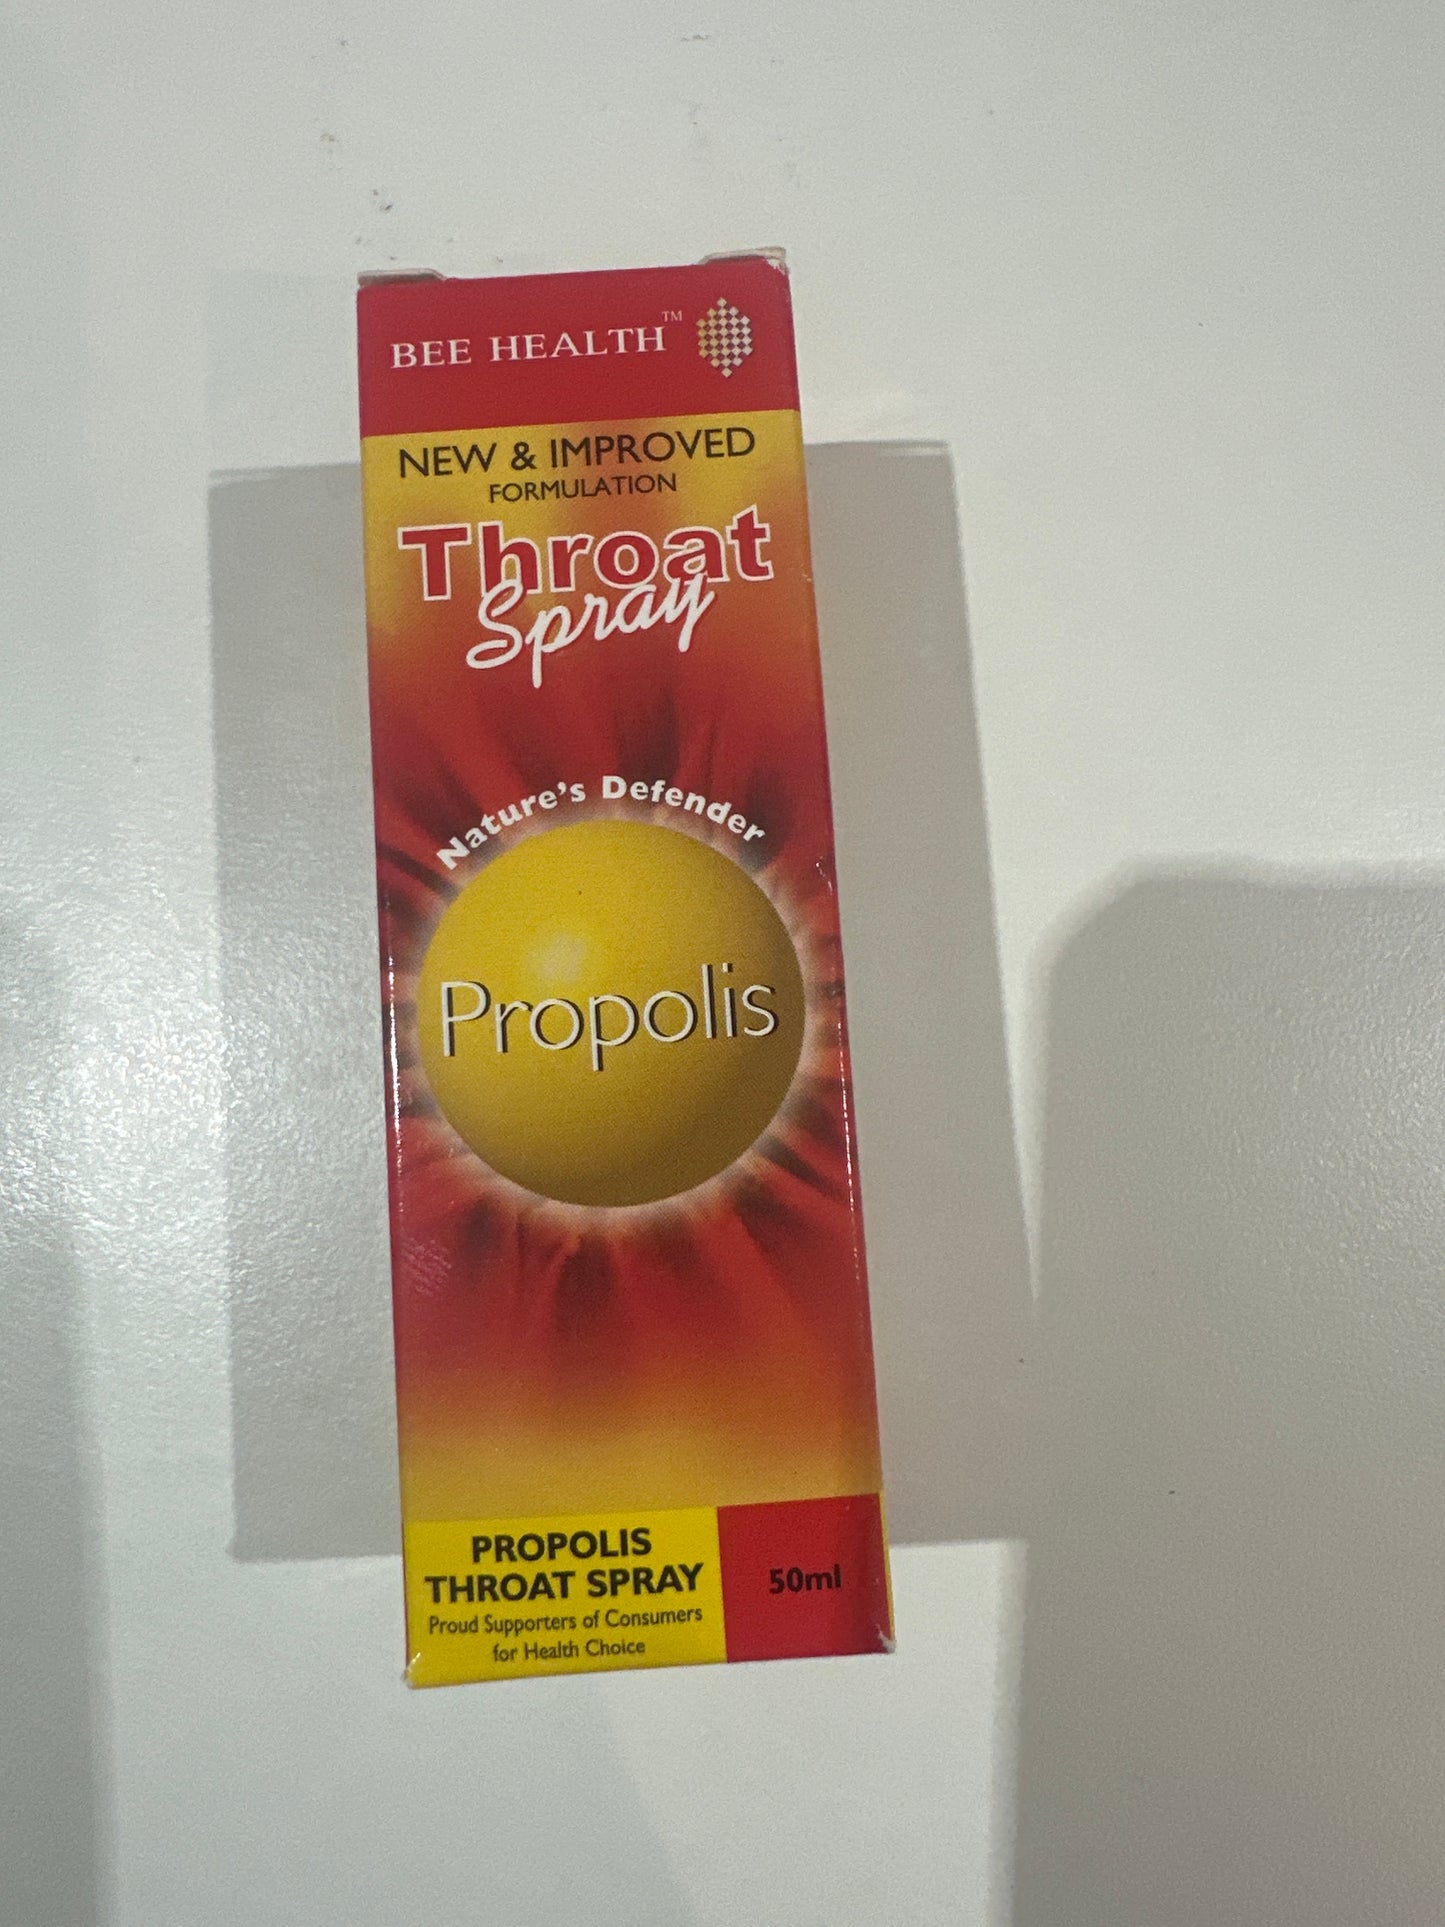 BEE HEALTH™
NEW & IMPROVED
FORMULATION
Throat
Spray
Nature's Defender
Propolis
PROPOLIS
THROAT SPRAY
Proud Supporters of Consumers
for Health Choice
50ml